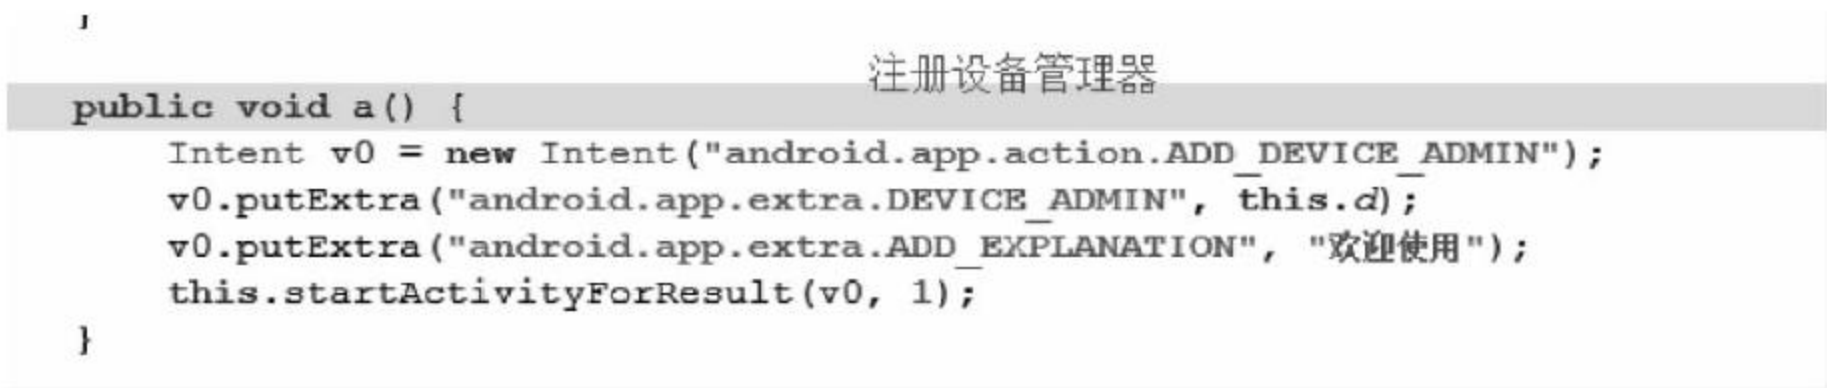 }
注册设备管理器
public void a() {
Intent v0 = new Intent("android.app.action.ADD_DEVICE_ADMIN");
v0.putExtra("android.app.extra.DEVICE_ADMIN", this.d);
v0.putExtra("android.app.extra.ADD_EXPLANATION", "欢迎使用");
this.startActivityForResult(v0, 1);
}